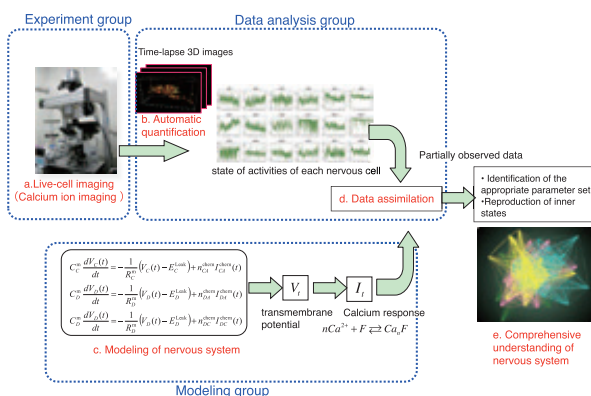 Experiment group
Data analysis group
Time-lapse 3D images
b. Automatic
quantification
a.Live-cell imaging
(Calcium ion imaging )
state of activities of each nervous cell
Partially observed data
d. Data assimilation
• Identification of the
appropriate parameter set
•Reproduction of inner
states
C_C^m dV_C(t)/dt = -1/R_C^m (V_C(t) - E_C^Leak) + n_CA^chem I_CA^chem(t)
C_D^m dV_D(t)/dt = -1/R_D^m (V_D(t) - E_D^Leak) + n_DA^chem I_DA^chem(t)
C_D^m dV_D(t)/dt = -1/R_D^m (V_D(t) - E_D^Leak) + n_DC^chem I_DC^chem(t)
c. Modeling of nervous system
V_t
I_t
transmembrane
potential
Calcium response
nCa^2+ + F ⇄ Ca_nF
e. Comprehensive
understanding of
nervous system
Modeling group